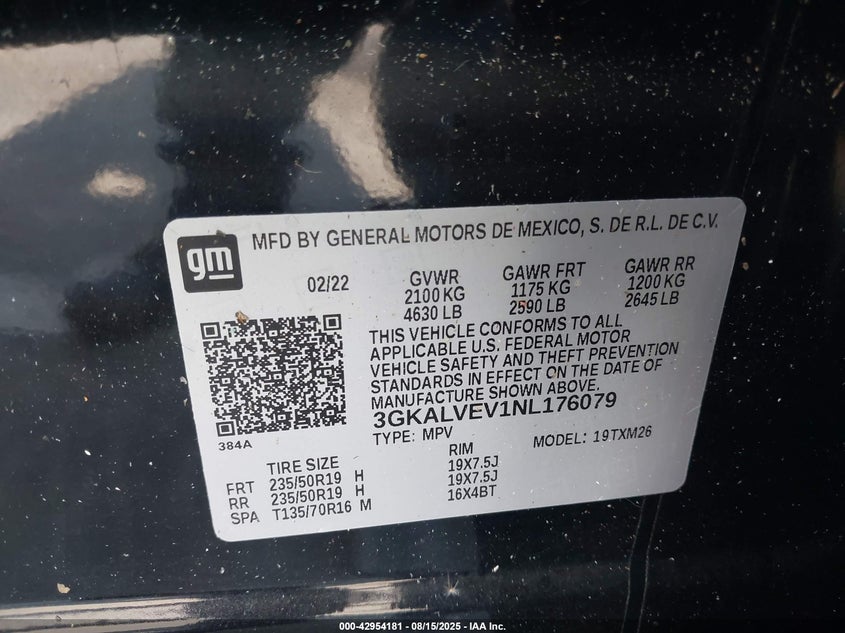 gm
MFD BY GENERAL MOTORS DE MEXICO, S. DE R.L. DE C.V.
02/22 GVWR GAWR FRT GAWR RR
2100 KG 1175 KG 1200 KG
4630 LB 2590 LB 2645 LB
THIS VEHICLE CONFORMS TO ALL
APPLICABLE U.S. FEDERAL MOTOR
VEHICLE SAFETY AND THEFT PREVENTION
STANDARDS IN EFFECT ON THE DATE OF
MANUFACTURE SHOWN ABOVE.
3GKALVEV1NL176079
384A
TYPE: MPV MODEL: 19TXM26
TIRE SIZE RIM
FRT 235/50R19 H 19X7.5J
RR 235/50R19 H 19X7.5J
SPA T135/70R16 M 16X4BT
000-42954181 - 08/15/2025 - IAA Inc.